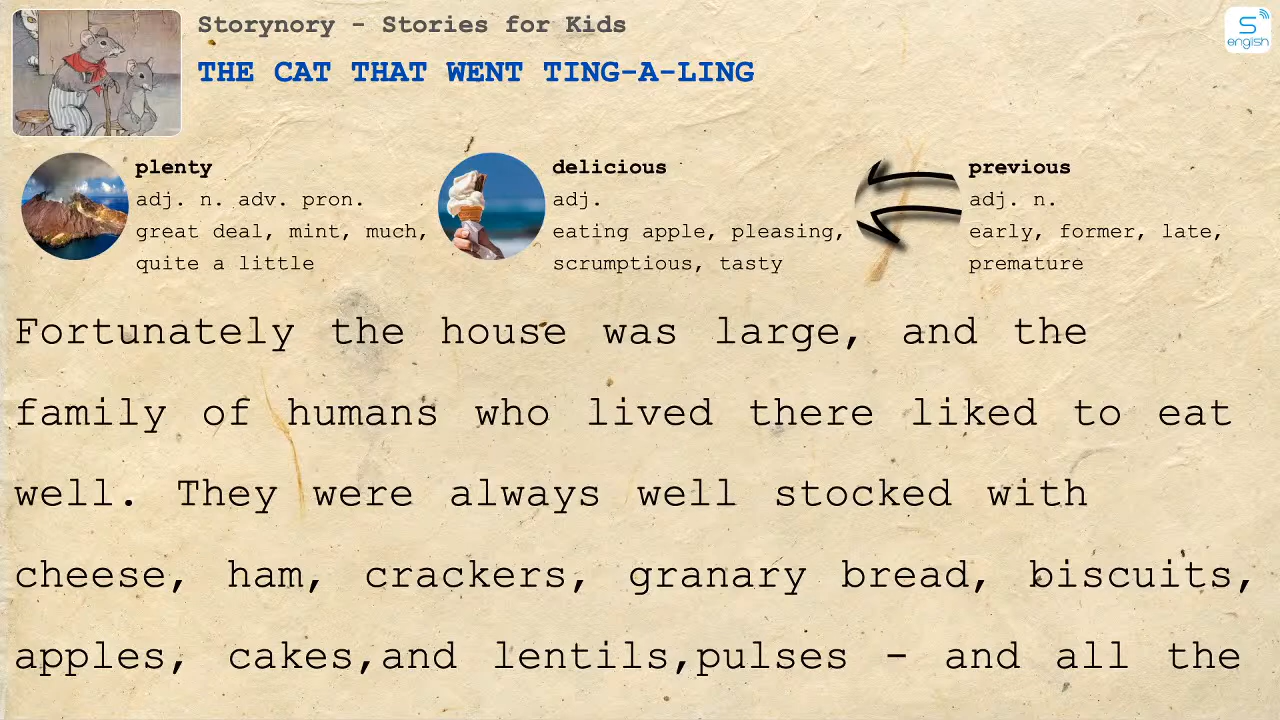 Storynory - Stories for Kids
THE CAT THAT WENT TING-A-LING
S
english
plenty
adj. n. adv. pron.
great deal, mint, much,
quite a little
delicious
adj.
eating apple, pleasing,
scrumptious, tasty
previous
adj. n.
early, former, late,
premature
Fortunately the house was large, and the
family of humans who lived there liked to eat
well. They were always well stocked with
cheese, ham, crackers, granary bread, biscuits,
apples, cakes,and lentils,pulses - and all the